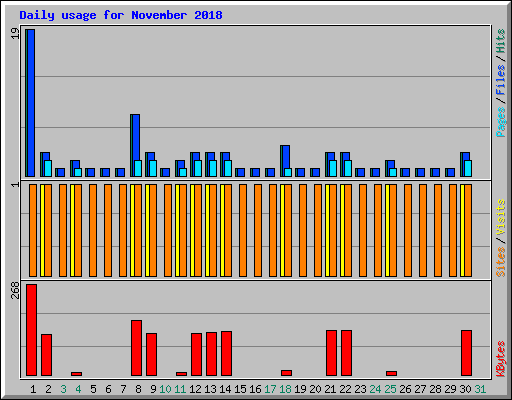 Daily usage for November 2018
19
Pages / Files / Hits
1
Sites / Visits
268
KBytes
1 2 3 4 5 6 7 8 9 10 11 12 13 14 15 16 17 18 19 20 21 22 23 24 25 26 27 28 29 30 31